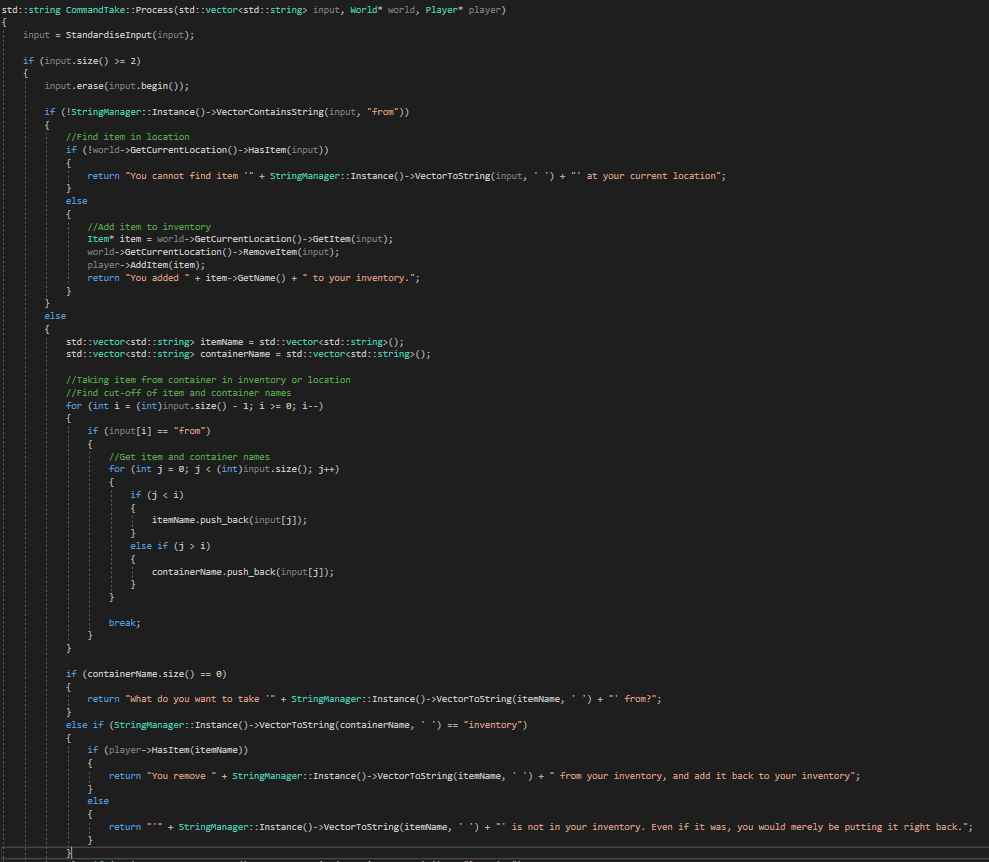 std::string CommandTake::Process(std::vector<std::string> input, World* world, Player* player)
{
    input = StandardiseInput(input);

    if (input.size() >= 2)
    {
        input.erase(input.begin());

        if (!StringManager::Instance()->VectorContainsString(input, "from"))
        {
            //Find item in location
            if (!world->GetCurrentLocation()->HasItem(input))
            {
                return "You cannot find item '" + StringManager::Instance()->VectorToString(input, ' ') + "' at your current location";
            }
            else
            {
                //Add item to inventory
                Item* item = world->GetCurrentLocation()->GetItem(input);
                world->GetCurrentLocation()->RemoveItem(input);
                player->AddItem(item);
                return "You added " + item->GetName() + " to your inventory.";
            }
        }
        else
        {
            std::vector<std::string> itemName = std::vector<std::string>();
            std::vector<std::string> containerName = std::vector<std::string>();

            //Taking item from container in inventory or location
            //Find cut-off of item and container names
            for (int i = (int)input.size() - 1; i >= 0; i--)
            {
                if (input[i] == "from")
                {
                    //Get item and container names
                    for (int j = 0; j < (int)input.size(); j++)
                    {
                        if (j < i)
                        {
                            itemName.push_back(input[j]);
                        }
                        else if (j > i)
                        {
                            containerName.push_back(input[j]);
                        }
                    }

                    break;
                }
            }

            if (containerName.size() == 0)
            {
                return "What do you want to take '" + StringManager::Instance()->VectorToString(itemName, ' ') + "' from?";
            }
            else if (StringManager::Instance()->VectorToString(containerName, ' ') == "inventory")
            {
                if (player->HasItem(itemName))
                {
                    return "You remove " + StringManager::Instance()->VectorToString(itemName, ' ') + " from your inventory, and add it back to your inventory";
                }
                else
                {
                    return "'" + StringManager::Instance()->VectorToString(itemName, ' ') + "' is not in your inventory. Even if it was, you would merely be putting it right back.";
                }
            }